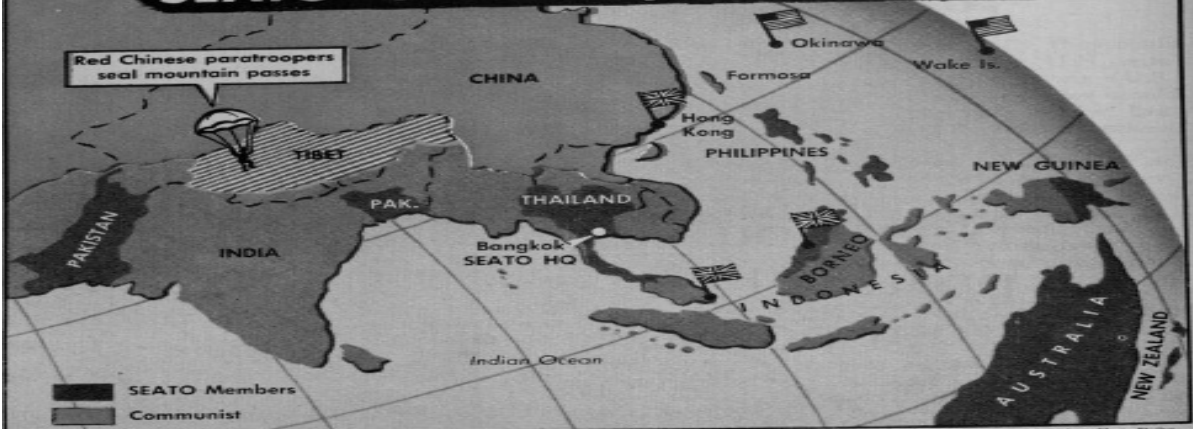 SEATO
Red Chinese paratroopers
seal mountain passes
CHINA
Okinawa
Wake Is.
Formosa
Hong
Kong
TIBET
PHILIPPINES
NEW GUINEA
PAKISTAN
PAK.
THAILAND
INDIA
Bangkok
SEATO HQ
BORNEO
INDONESIA
AUSTRALIA
NEW ZEALAND
Indian Ocean
SEATO Members
Communist